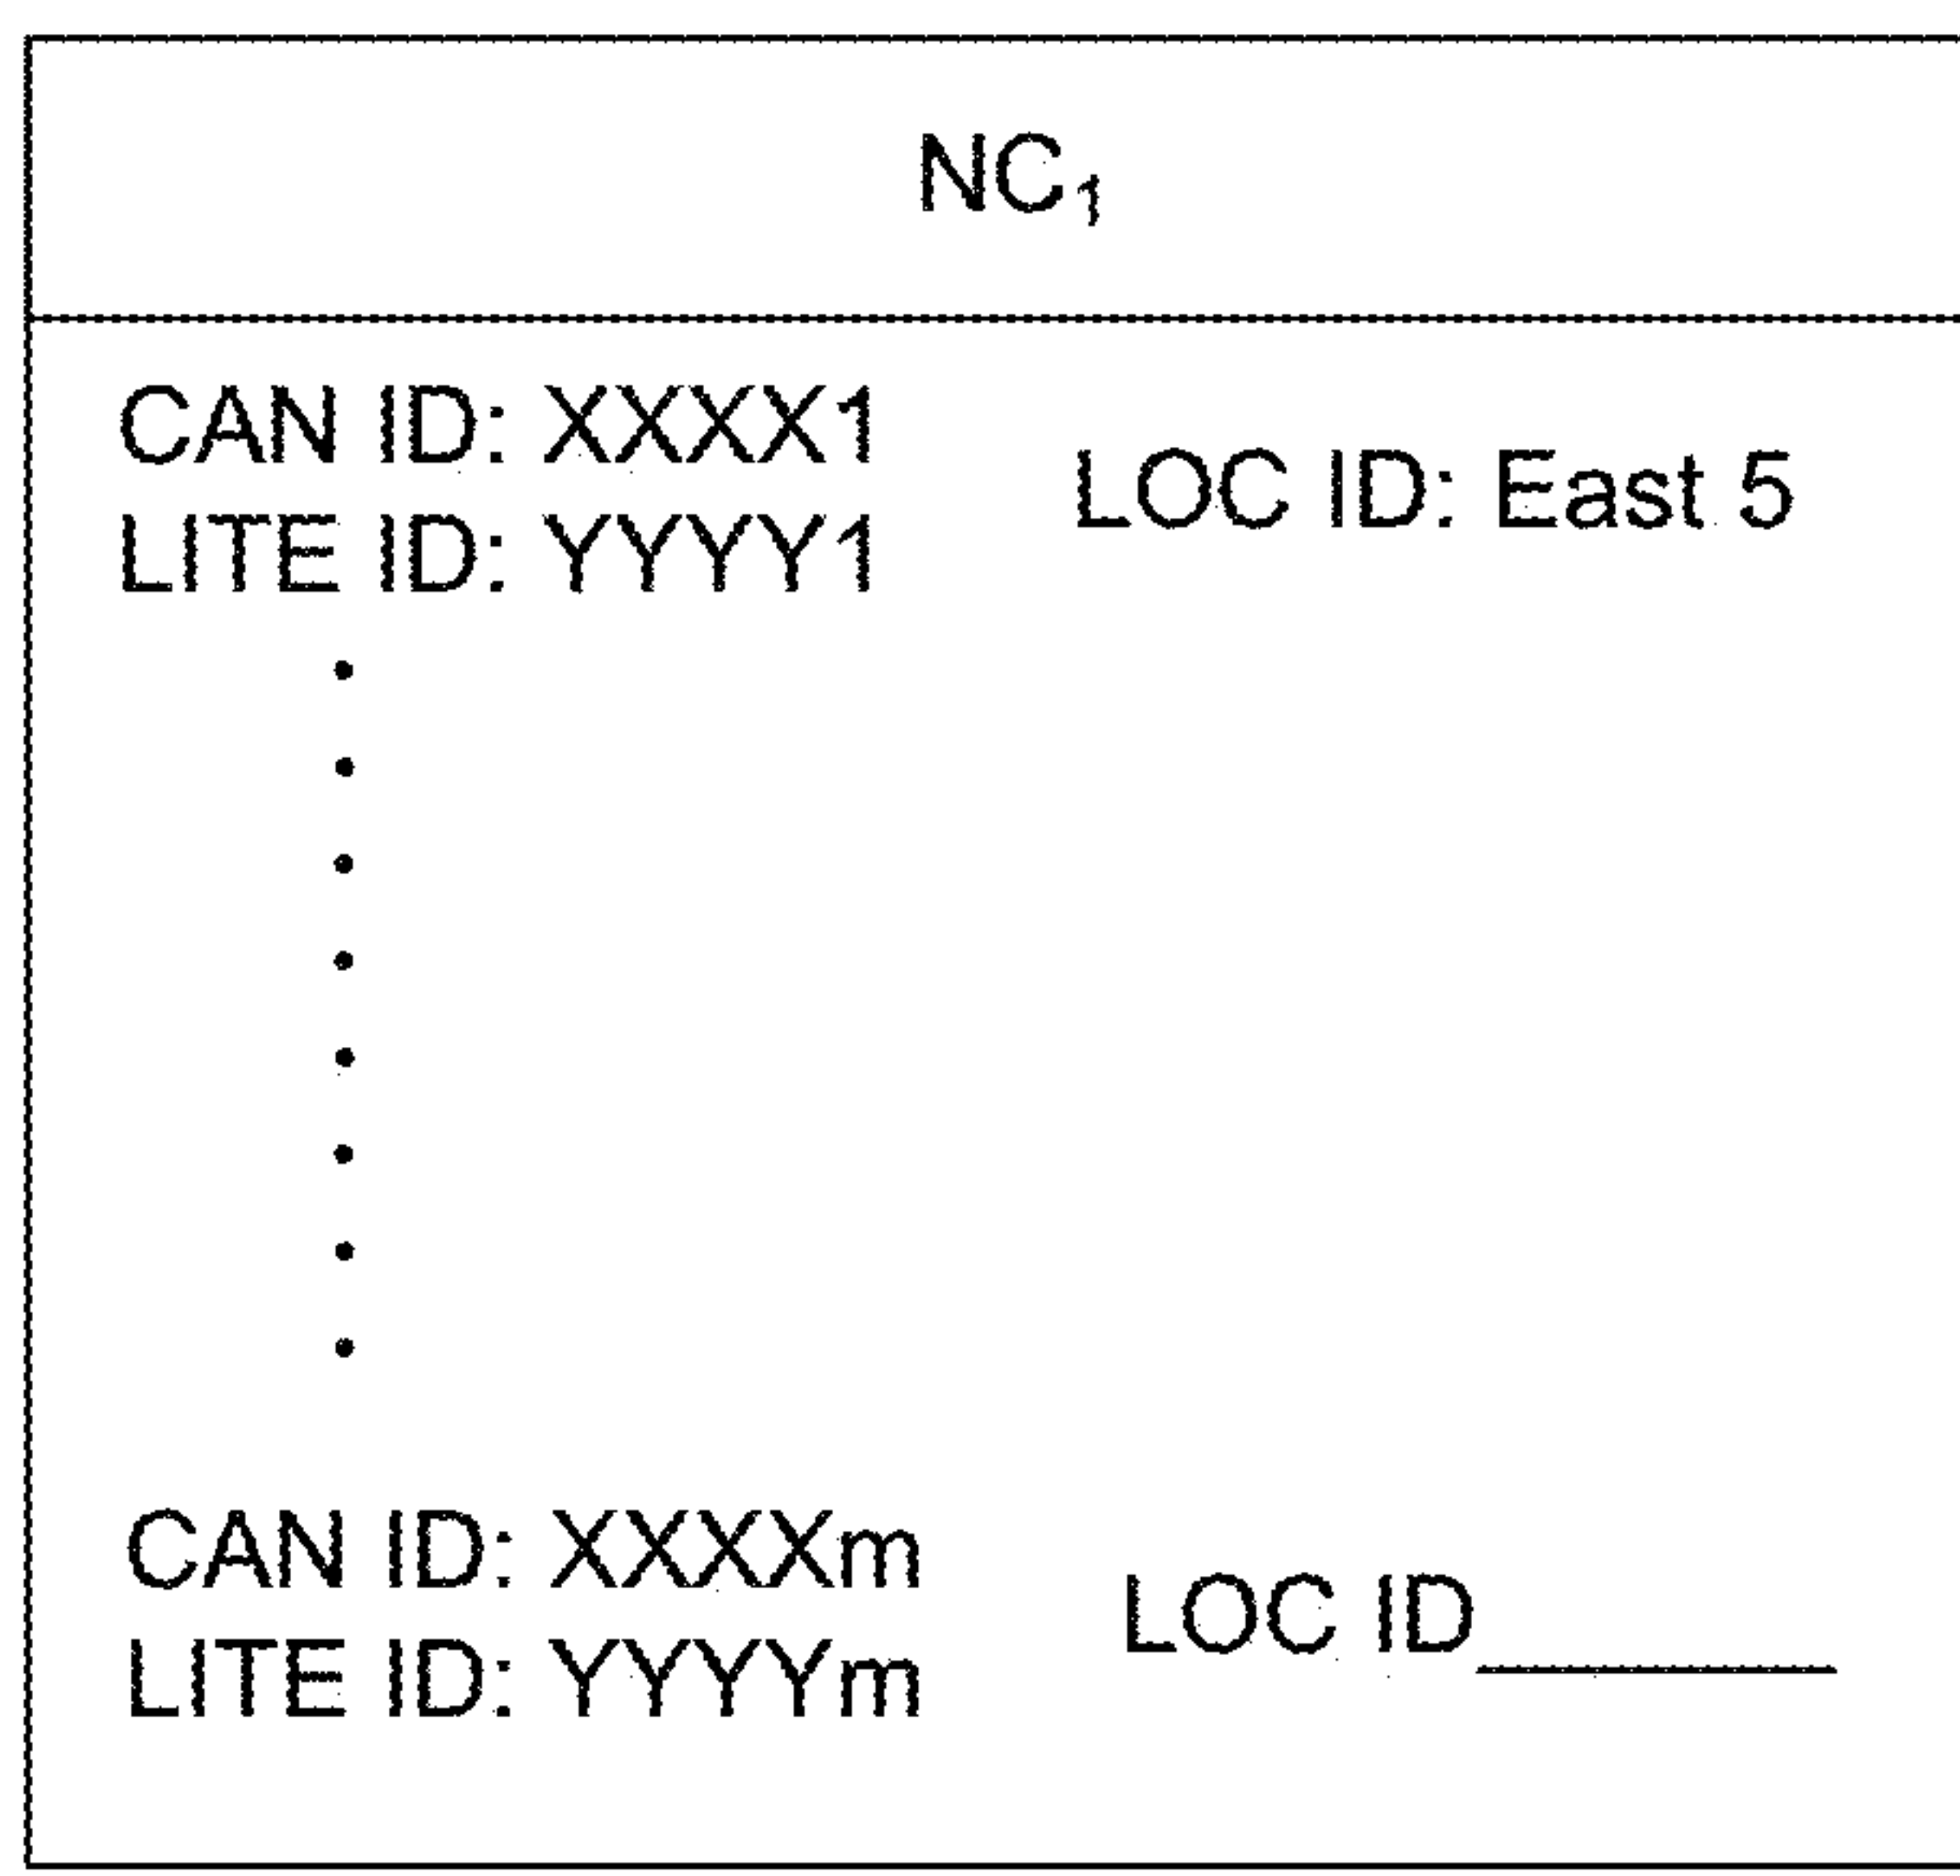 NC₁
CAN ID: XXXX1
LITE ID: YYYY1
LOC ID: East 5
CAN ID: XXXXm
LITE ID: YYYYm
LOC ID